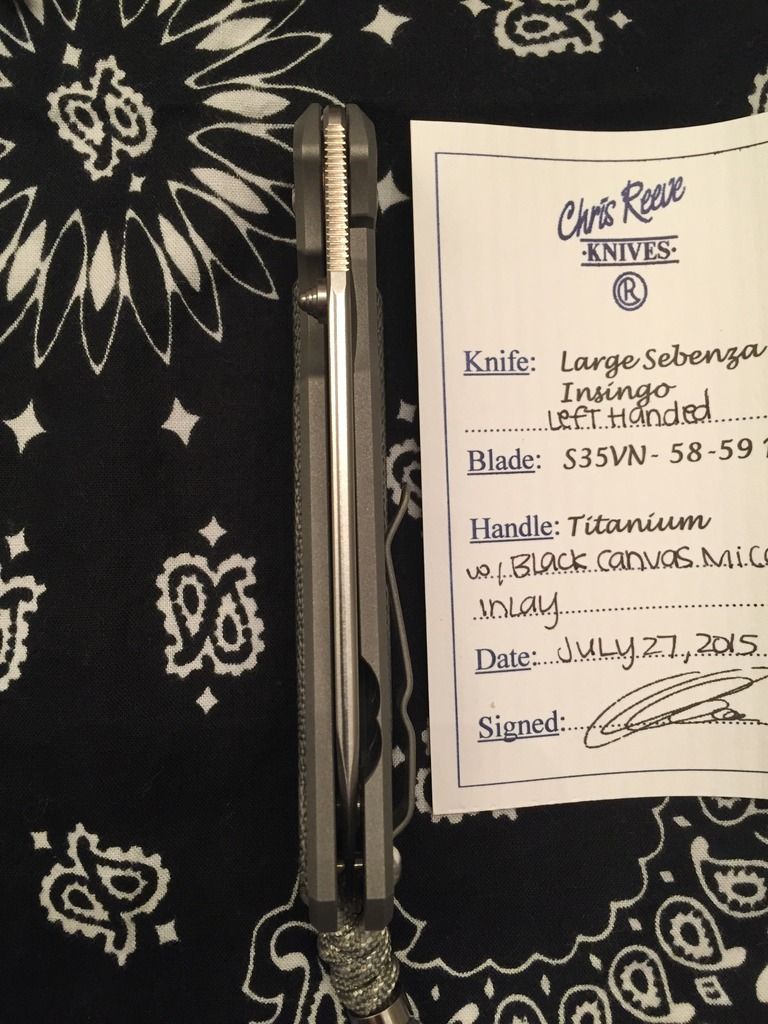 Chris Reeve
·KNIVES·
®
Knife: Large Sebenza
Insingo
Left Handed
Blade: S35VN - 58-59
Handle: Titanium
w/ Black Canvas Mic
Inlay
Date: July 27, 2015
Signed: